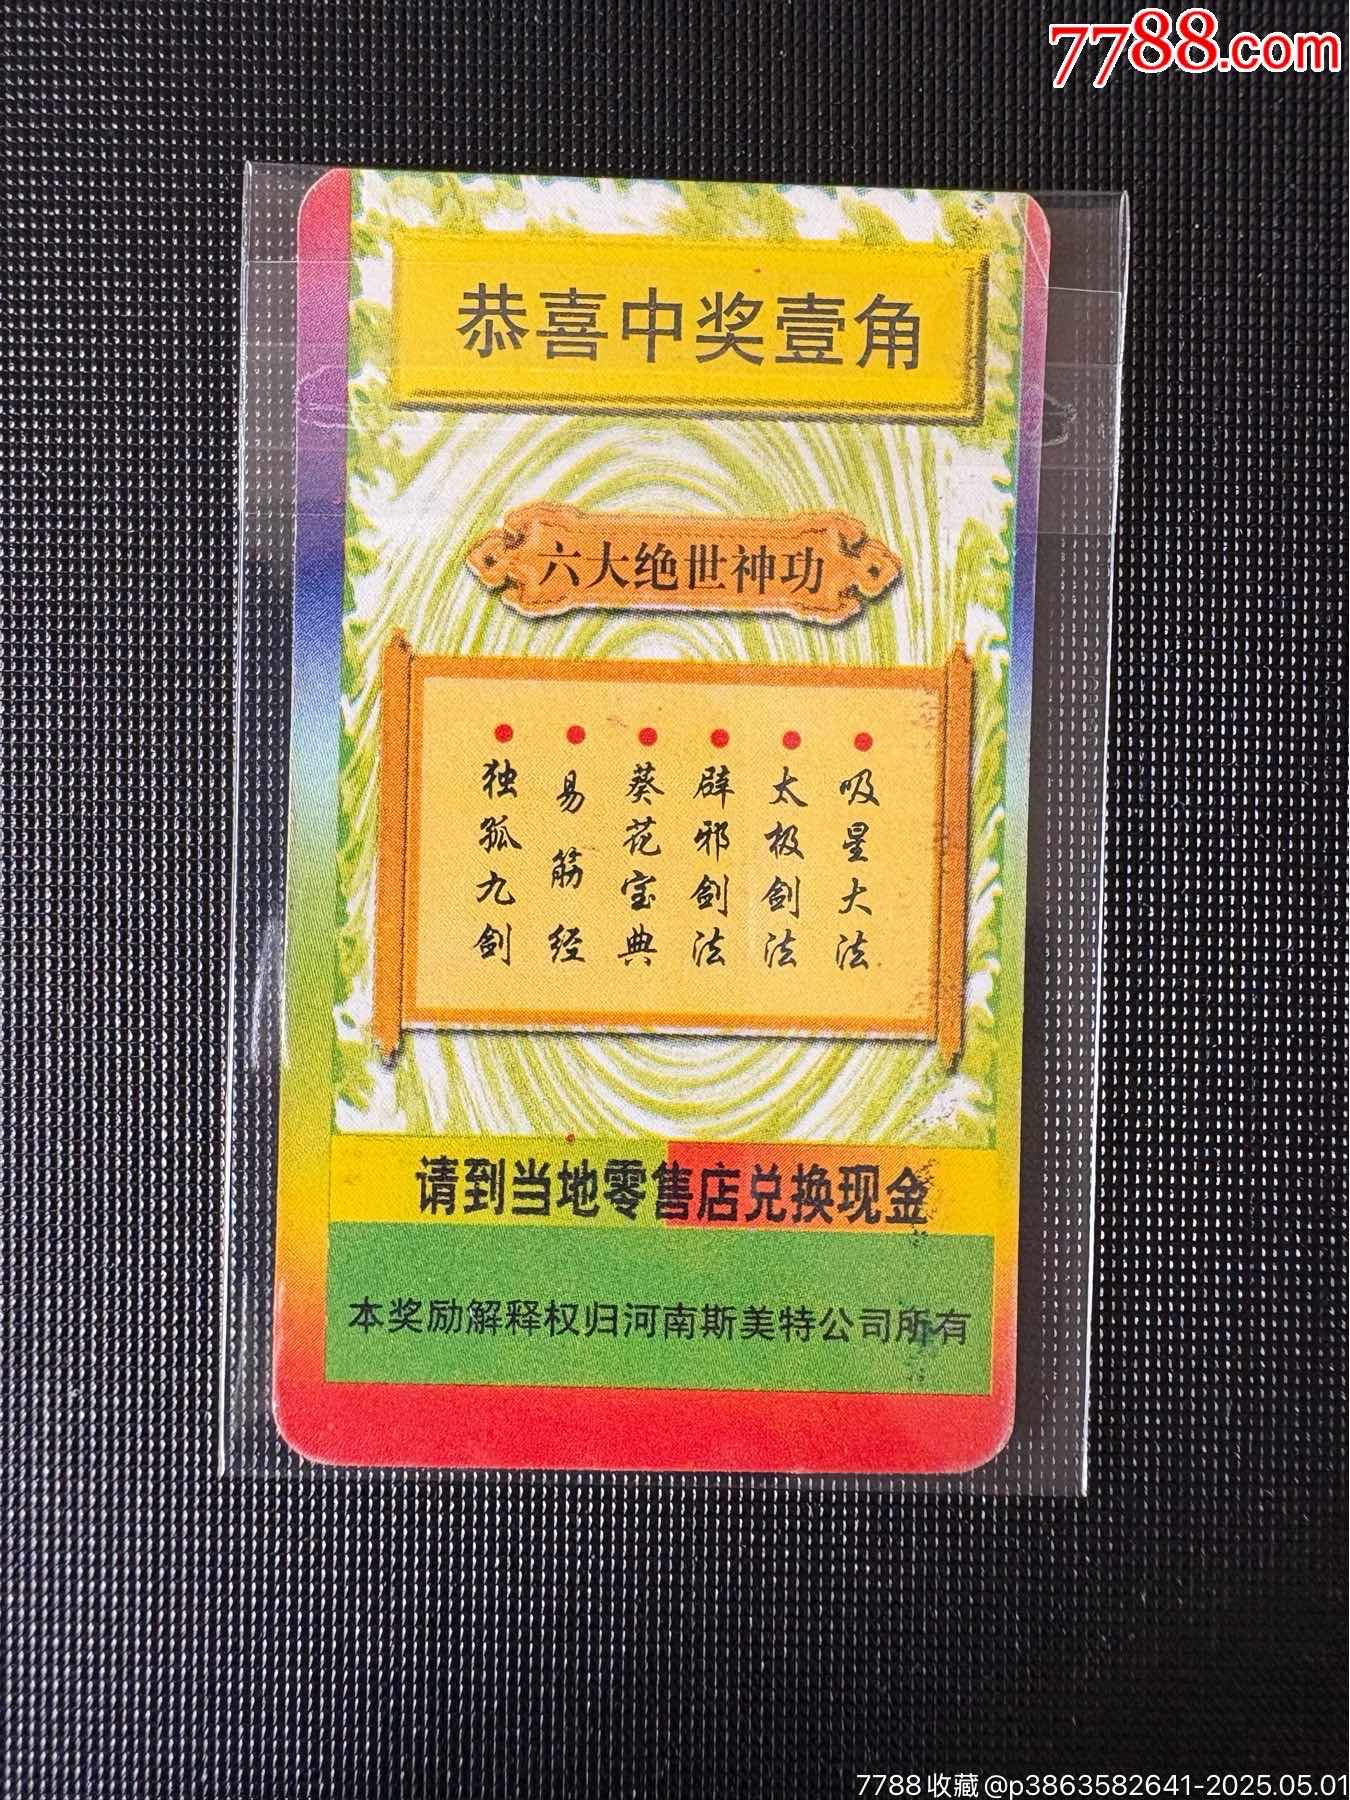 7788.com
恭喜中奖壹角
六大绝世神功
独孤九剑
易筋经
葵花宝典
辟邪剑法
太极剑法
吸星大法
请到当地零售店兑换现金
本奖励解释权归河南斯美特公司所有
7788收藏@p3863582641-2025.05.01